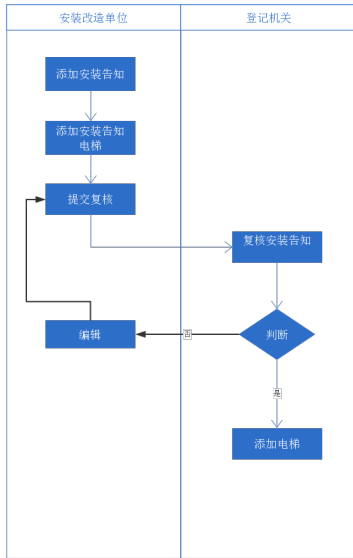 安装改造单位
登记机关
添加安装告知
添加安装告知
电梯
提交复核
复核安装告知
判断
否
编辑
是
添加电梯